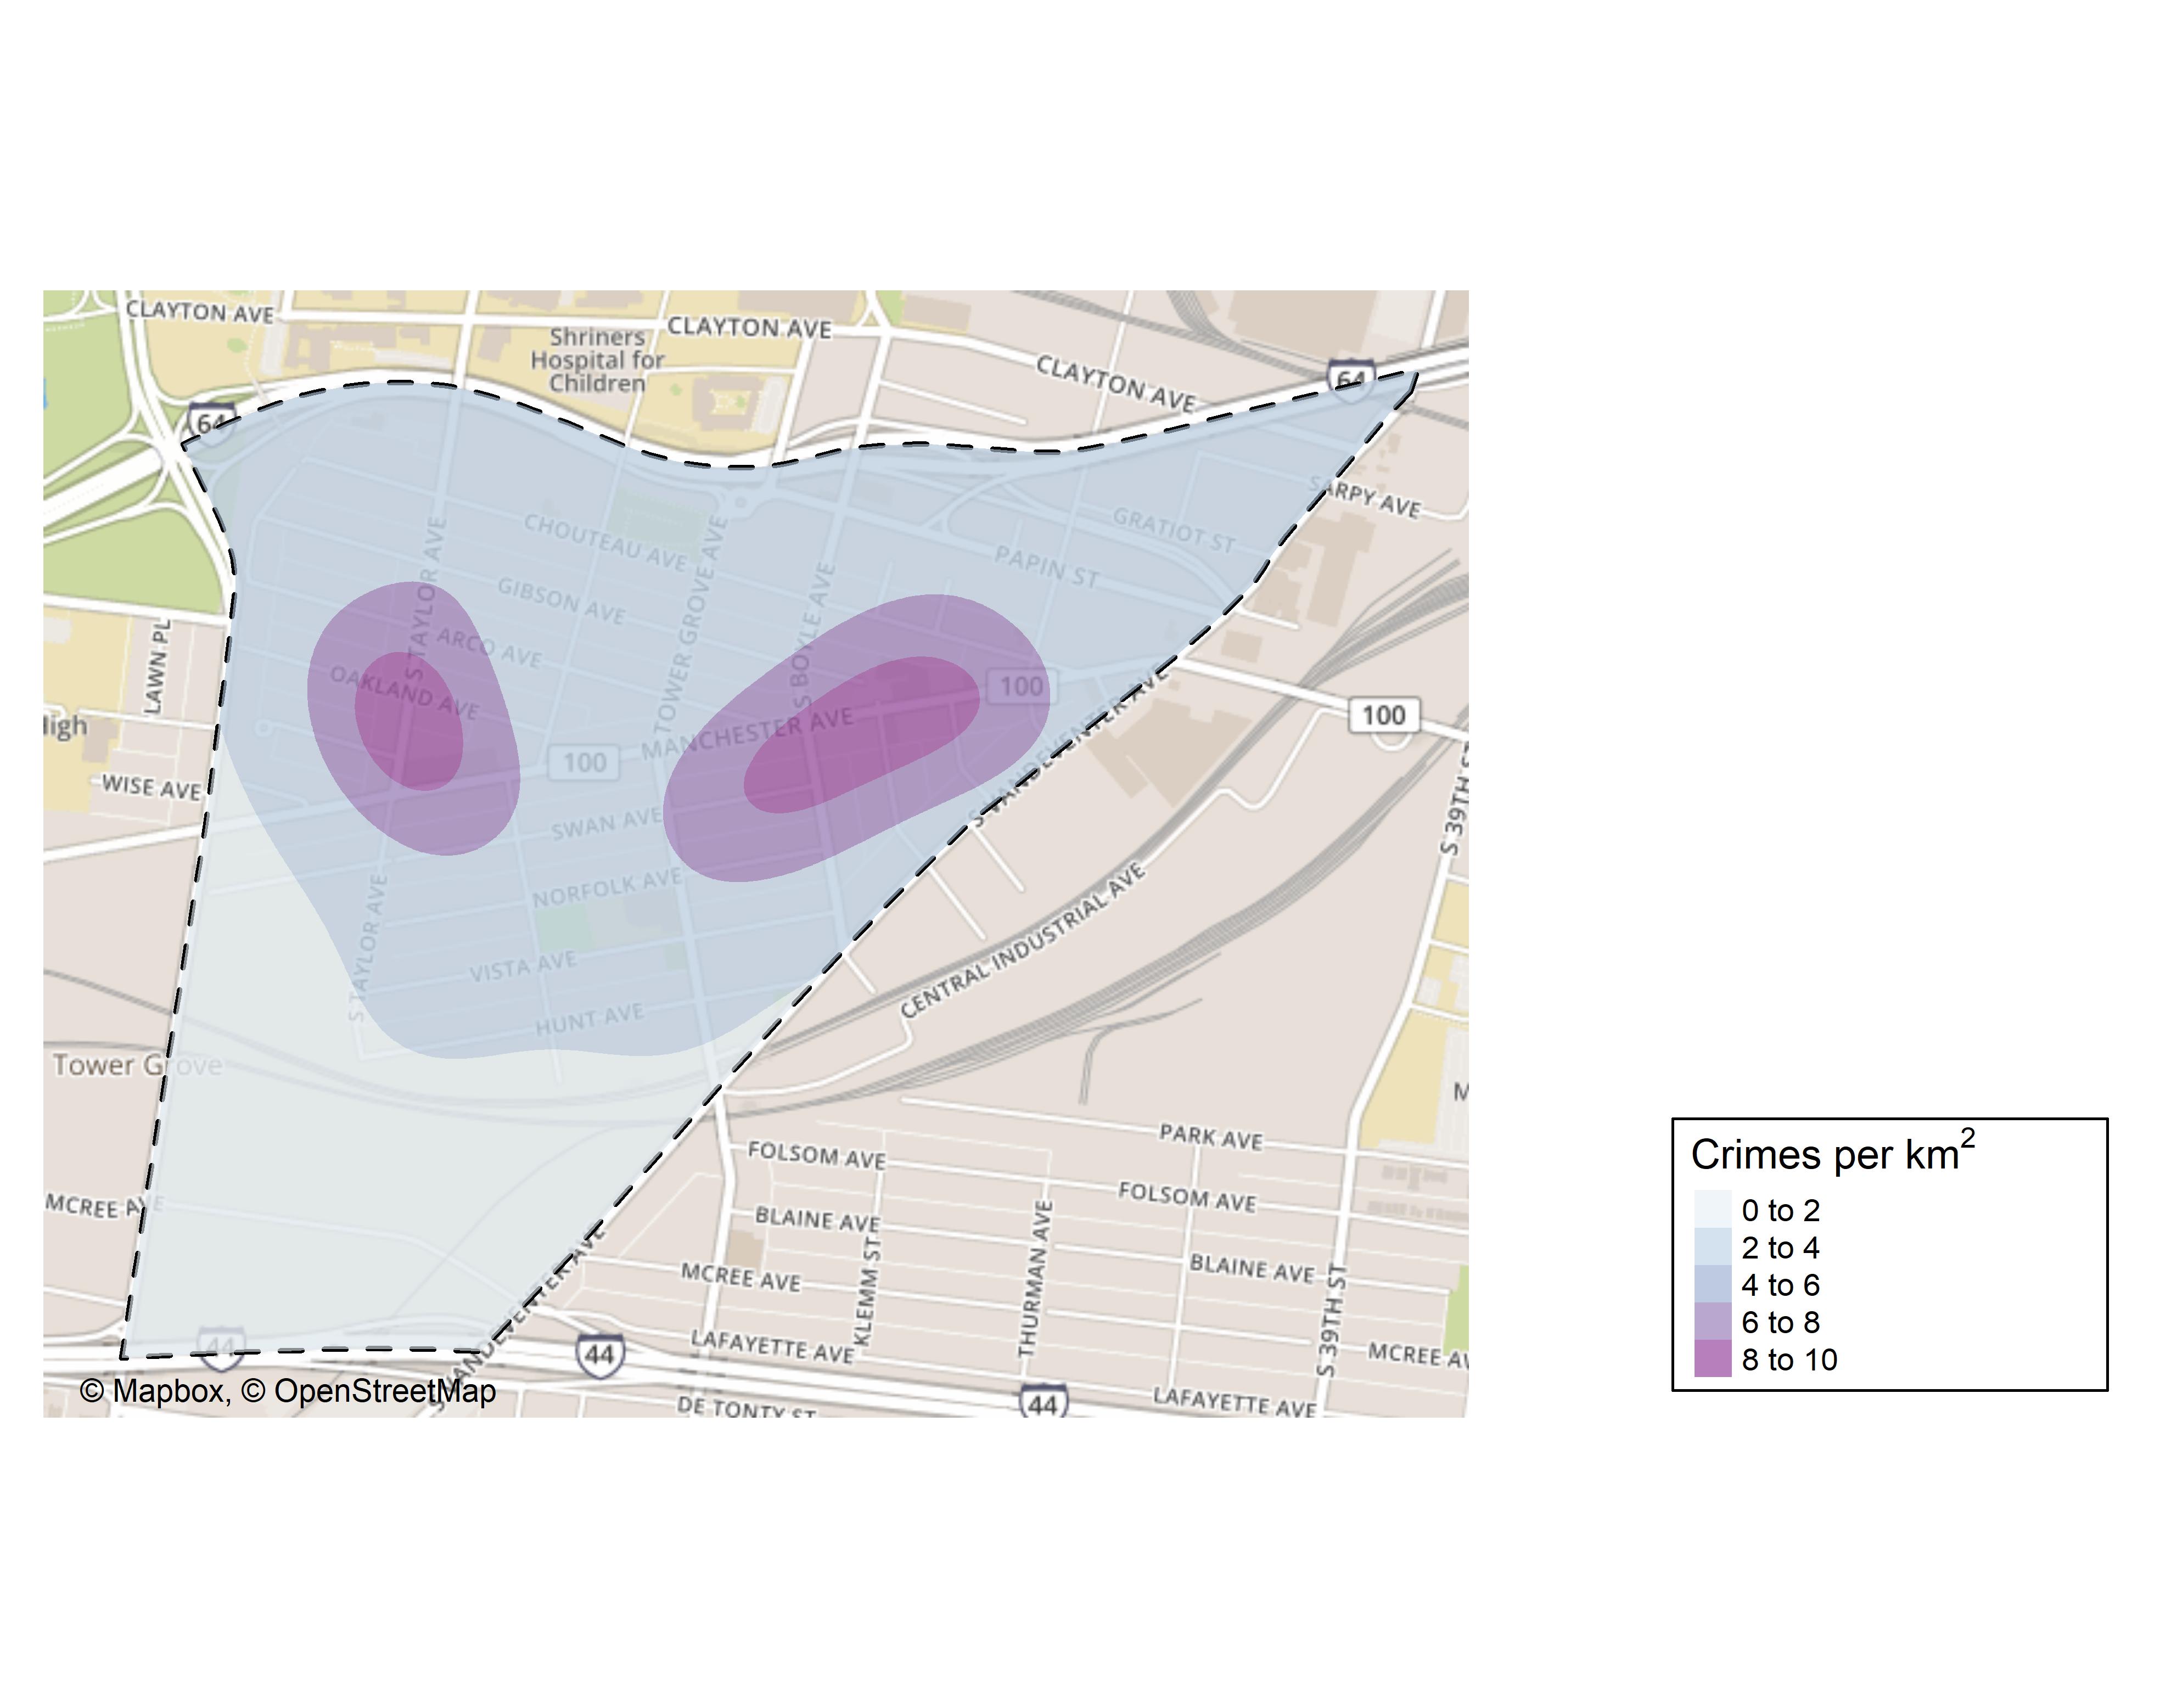 CLAYTON AVE
CLAYTON AVE
Shriners
Hospital for
Children
CLAYTON AVE
64
64
SARPY AVE
GRATIOT ST
CHOUTEAU AVE
PAPIN ST
GIBSON AVE
S TAYLOR AVE
TOWER GROVE AVE
S BOYLE AVE
ARCO AVE
LAWN PL
OAKLAND AVE
100
100
MANCHESTER AVE
High
100
S VANDEVENTER AVE
WISE AVE
SWAN AVE
S 39TH ST
NORFOLK AVE
S TAYLOR AVE
VISTA AVE
CENTRAL INDUSTRIAL AVE
HUNT AVE
Tower Grove
M
PARK AVE
FOLSOM AVE
FOLSOM AVE
MCREE AVE
BLAINE AVE
KLEMM ST
THURMAN AVE
BLAINE AVE
S 39TH ST
MCREE AVE
VANDEVENTER AVE
44
44
LAFAYETTE AVE
MCREE AV
44
LAFAYETTE AVE
DE TONTY ST
© Mapbox, © OpenStreetMap
Crimes per km2
0 to 2
2 to 4
4 to 6
6 to 8
8 to 10